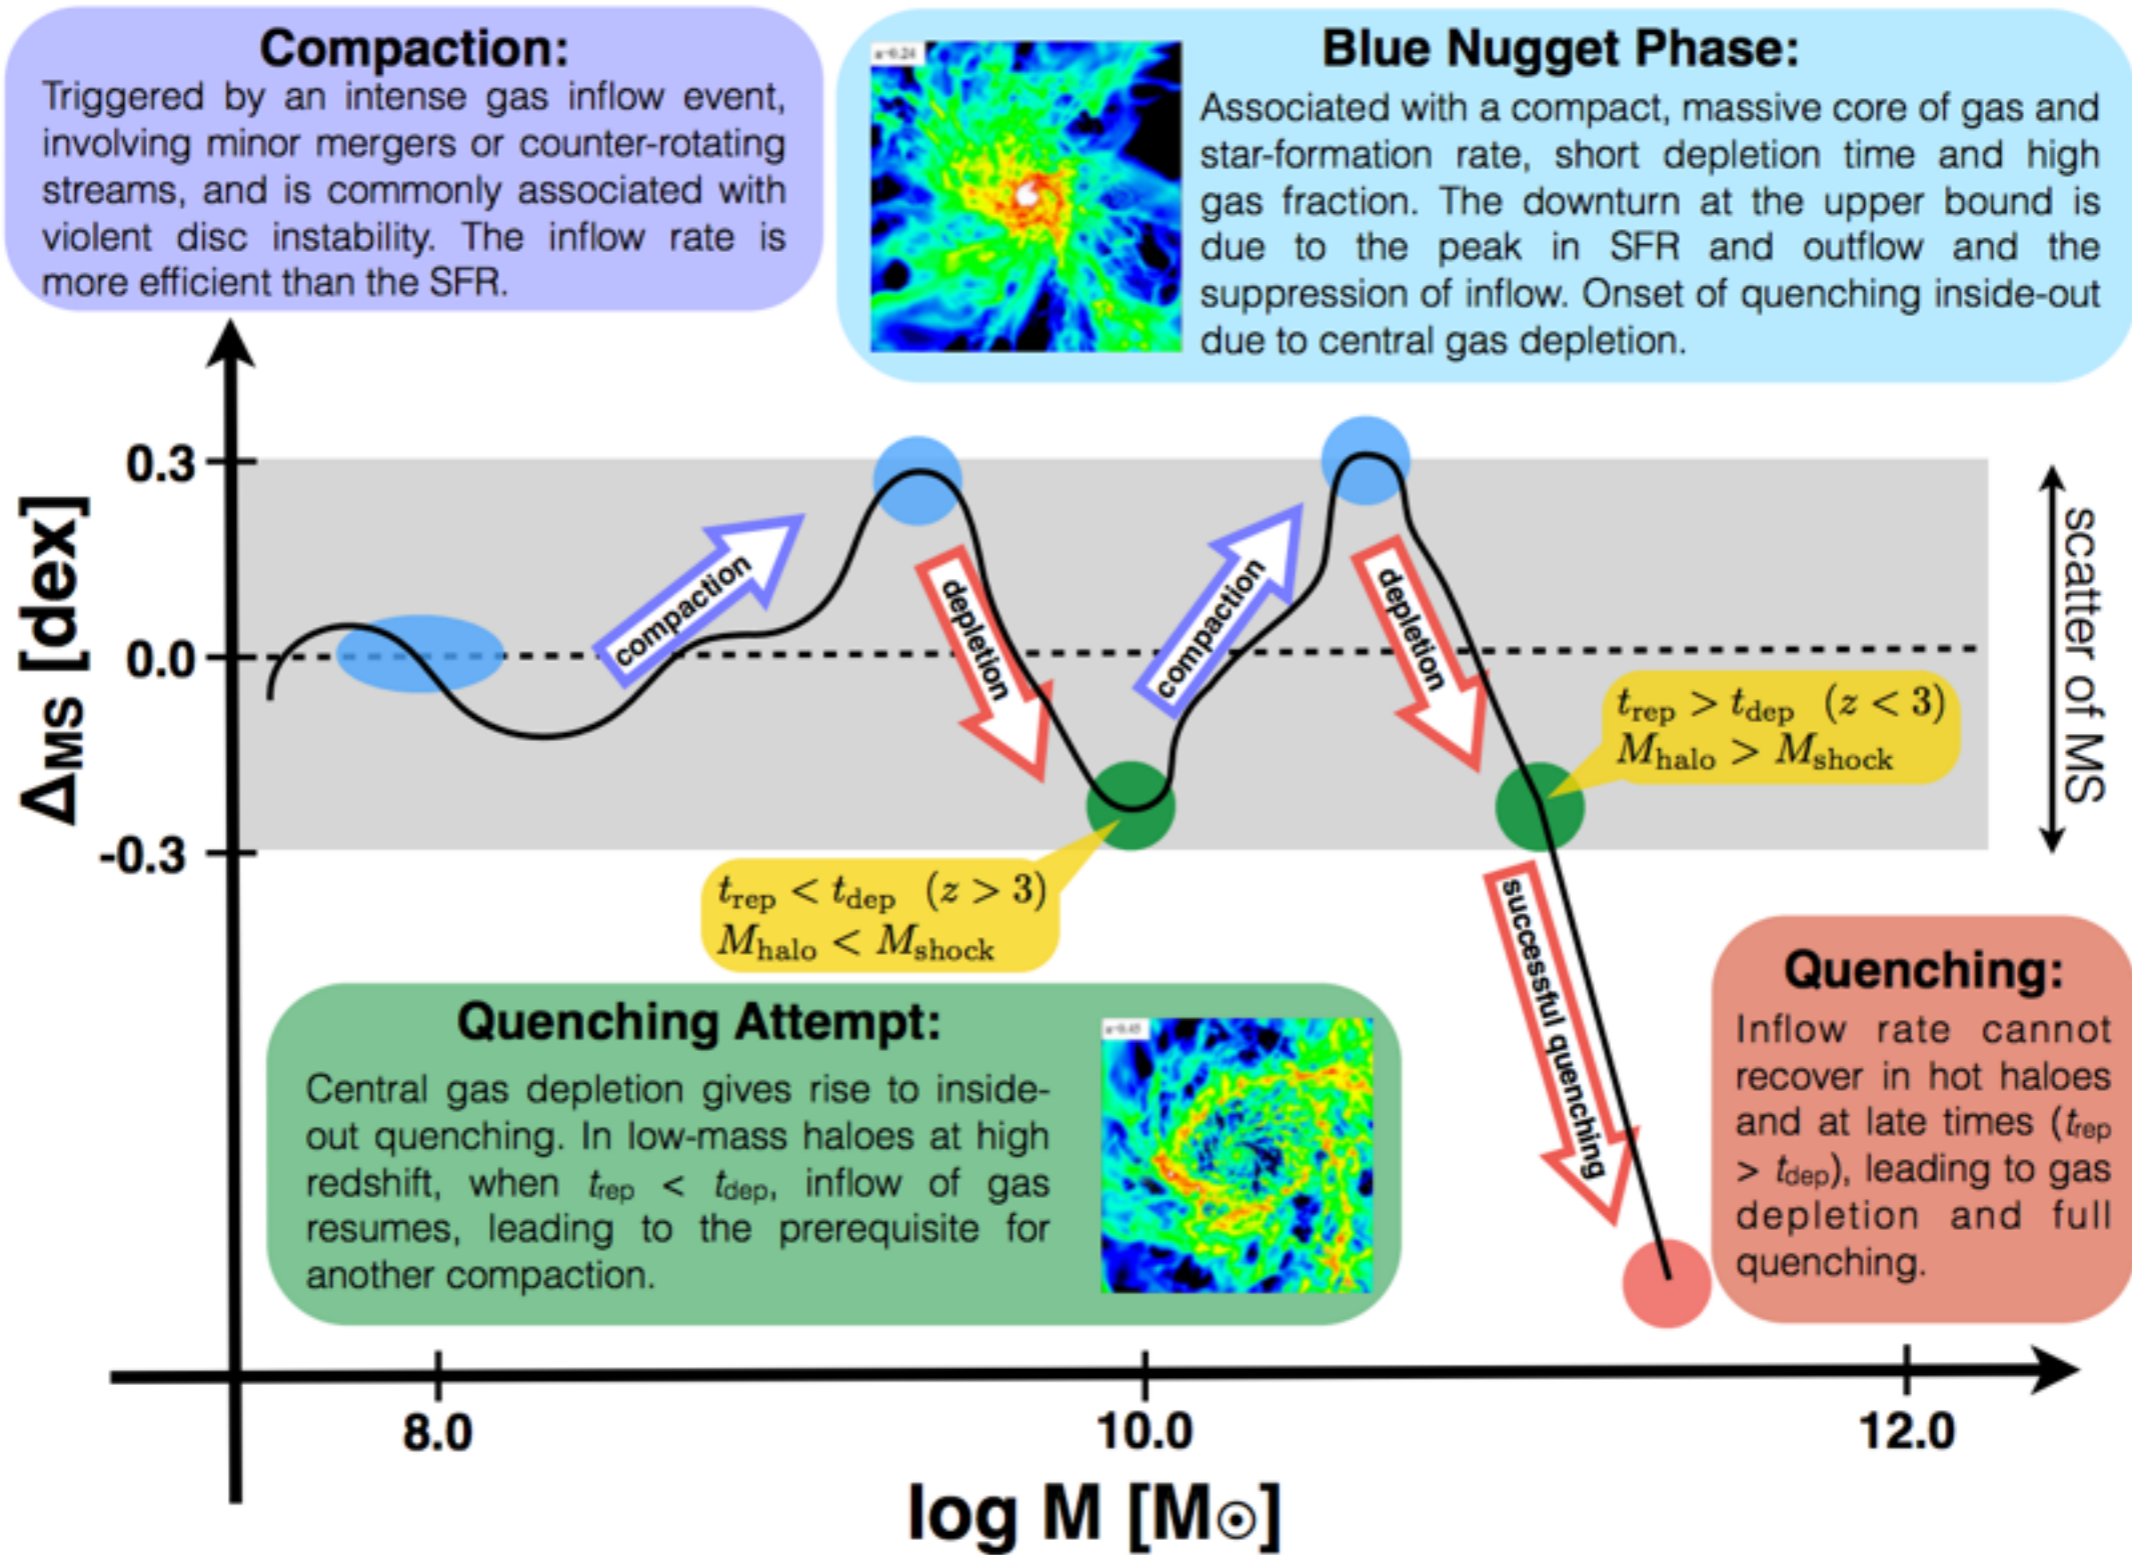 Compaction:
Triggered by an intense gas inflow event,
involving minor mergers or counter-rotating
streams, and is commonly associated with
violent disc instability. The inflow rate is
more efficient than the SFR.
a=0.24
Blue Nugget Phase:
Associated with a compact, massive core of gas and
star-formation rate, short depletion time and high
gas fraction. The downturn at the upper bound is
due to the peak in SFR and outflow and the
suppression of inflow. Onset of quenching inside-out
due to central gas depletion.
0.3
0.0
-0.3
ΔMS [dex]
compaction
depletion
compaction
depletion
scatter of MS
t_rep > t_dep (z < 3)
M_halo > M_shock
t_rep < t_dep (z > 3)
M_halo < M_shock
successful quenching
Quenching Attempt:
Central gas depletion gives rise to inside-
out quenching. In low-mass haloes at high
redshift, when t_rep < t_dep, inflow of gas
resumes, leading to the prerequisite for
another compaction.
Quenching:
Inflow rate cannot
recover in hot haloes
and at late times (t_rep
> t_dep), leading to gas
depletion and full
quenching.
8.0
10.0
12.0
log M [M⊙]